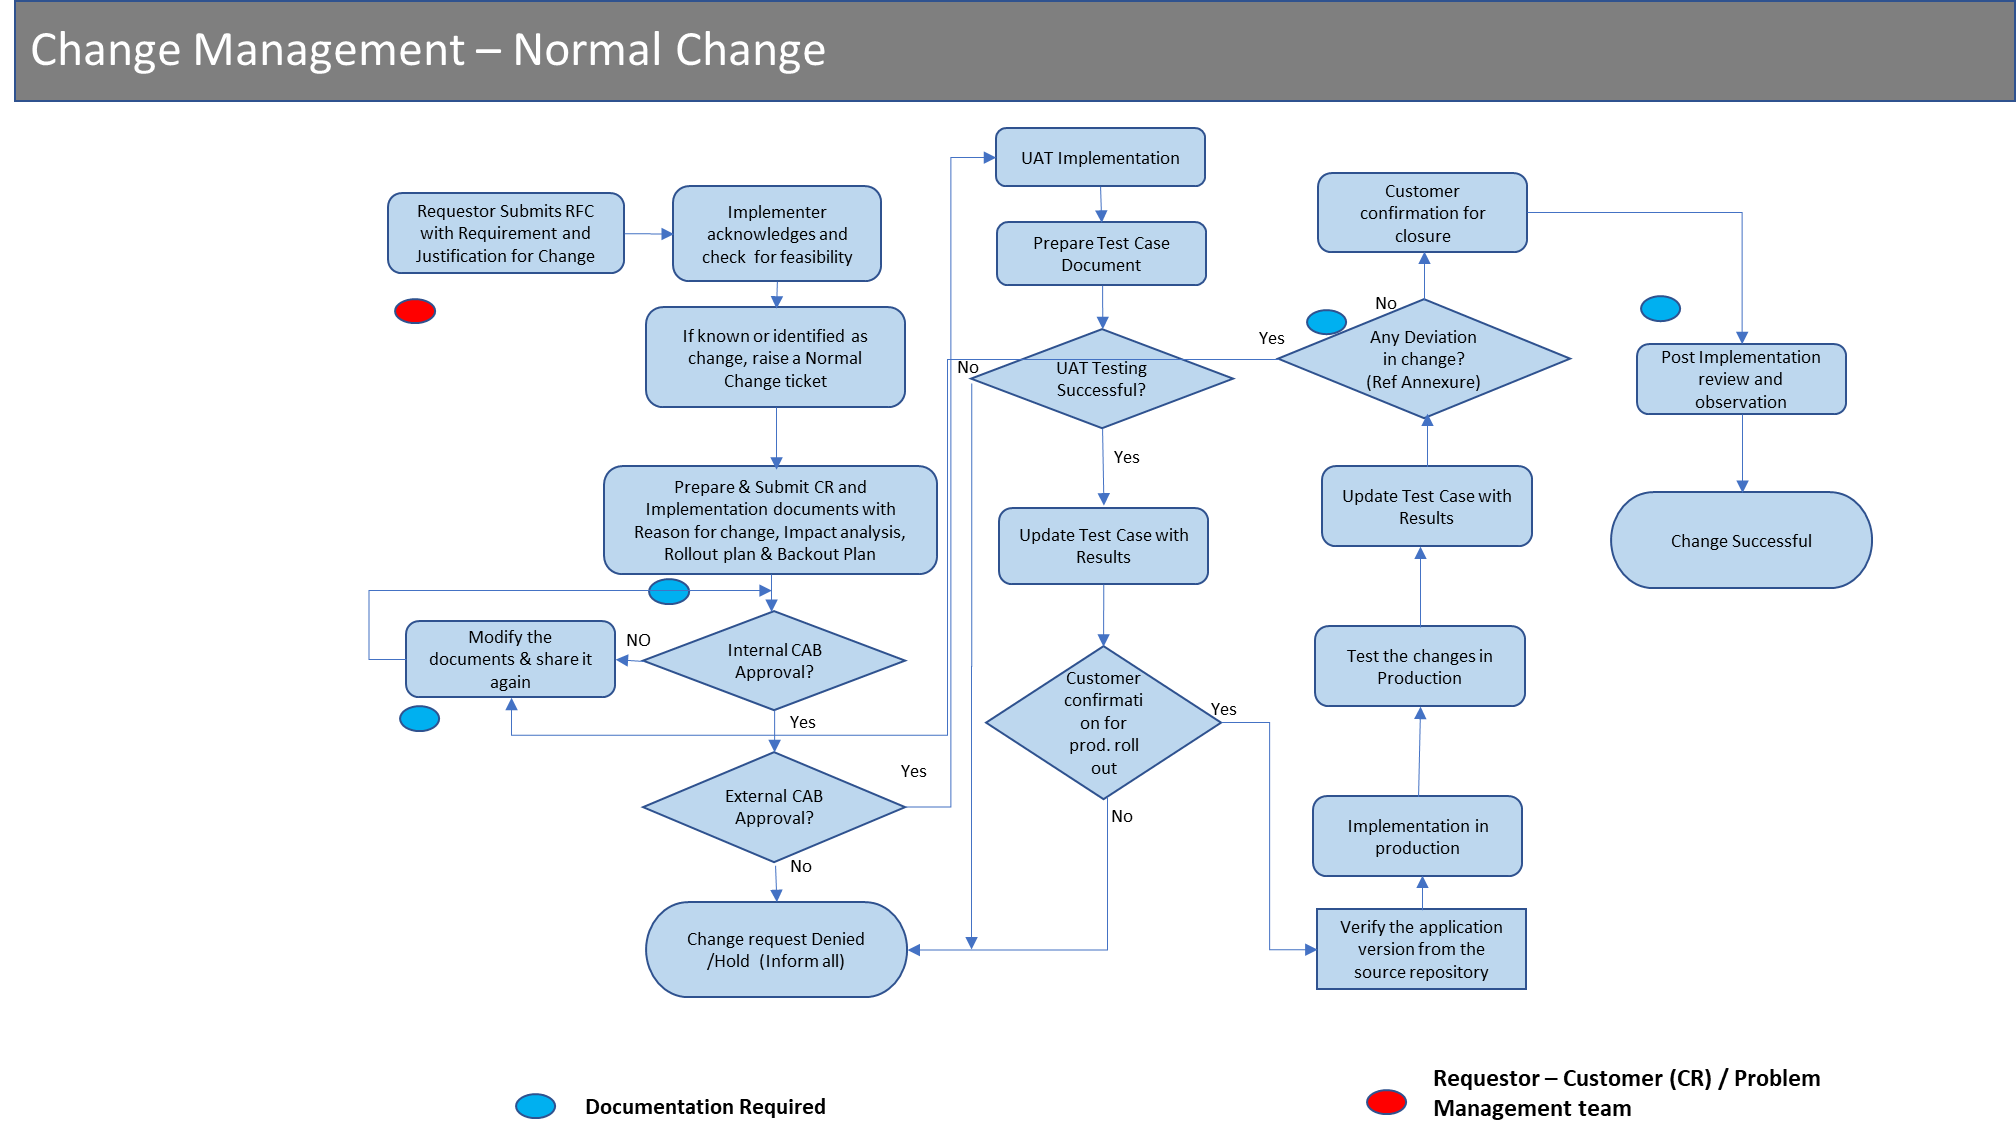 Change Management – Normal Change
Requestor Submits RFC
with Requirement and
Justification for Change
Implementer
acknowledges and
check for feasibility
If known or identified as
change, raise a Normal
Change ticket
Prepare & Submit CR and
Implementation documents with
Reason for change, Impact analysis,
Rollout plan & Backout Plan
Internal CAB
Approval?
NO
Modify the
documents & share it
again
Yes
External CAB
Approval?
Yes
No
Change request Denied
/Hold (Inform all)
UAT Implementation
Prepare Test Case
Document
UAT Testing
Successful?
No
Yes
Update Test Case with
Results
Customer
confirmati
on for
prod. roll
out
Yes
No
Verify the application
version from the
source repository
Implementation in
production
Test the changes in
Production
Update Test Case with
Results
Any Deviation
in change?
(Ref Annexure)
Yes
No
Customer
confirmation for
closure
Post Implementation
review and
observation
Change Successful
Documentation Required
Requestor – Customer (CR) / Problem
Management team